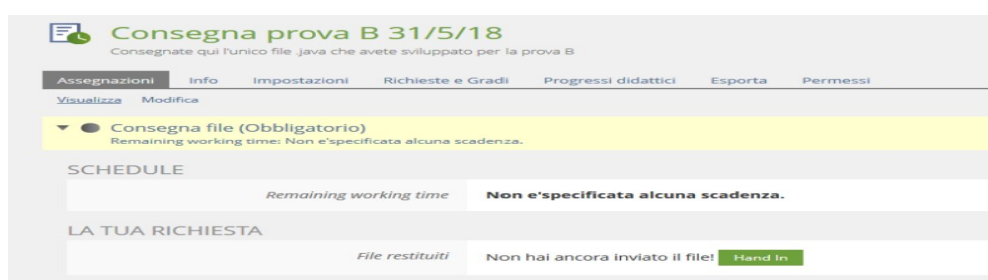 Consegna prova B 31/5/18
Consegnate qui l'unico file .java che avete sviluppato per la prova B
Assegnazioni Info Impostazioni Richieste e Gradi Progressi didattici Esporta Permessi
Visualizza Modifica
Consegna file (Obbligatorio)
Remaining working time: Non e'specificata alcuna scadenza.
SCHEDULE
Remaining working time Non e'specificata alcuna scadenza.
LA TUA RICHIESTA
File restituiti Non hai ancora inviato il file! Hand In